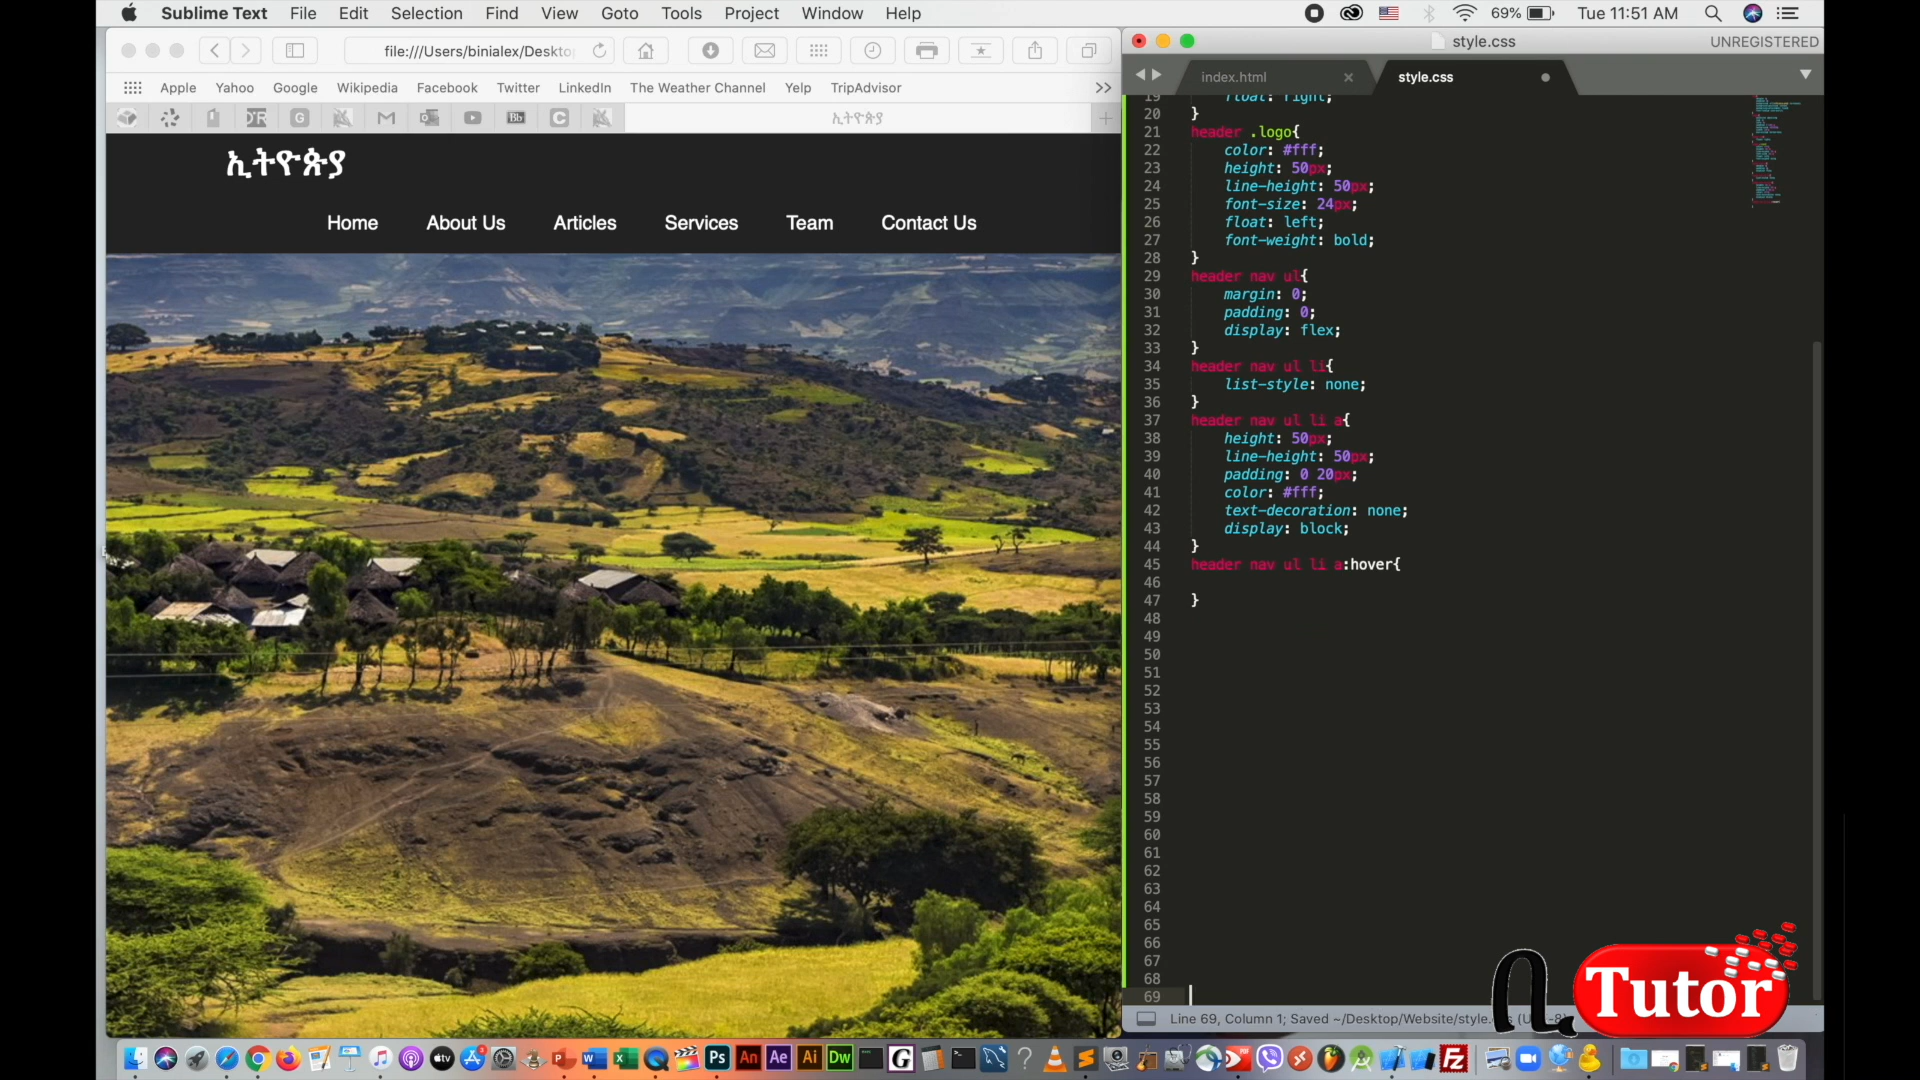 Sublime Text File Edit Selection Find View Goto Tools Project Window Help 69% Tue 11:51 AM
file:///Users/binialex/Deskto
style.css UNREGISTERED
index.html style.css
Apple Yahoo Google Wikipedia Facebook Twitter LinkedIn The Weather Channel Yelp TripAdvisor
ኢትዮጵያ
ኢትዮጵያ
Home About Us Articles Services Team Contact Us
19 float: right;
20 }
21 header .logo{
22 color: #fff;
23 height: 50px;
24 line-height: 50px;
25 font-size: 24px;
26 float: left;
27 font-weight: bold;
28 }
29 header nav ul{
30 margin: 0;
31 padding: 0;
32 display: flex;
33 }
34 header nav ul li{
35 list-style: none;
36 }
37 header nav ul li a{
38 height: 50px;
39 line-height: 50px;
40 padding: 0 20px;
41 color: #fff;
42 text-decoration: none;
43 display: block;
44 }
45 header nav ul li a:hover{
46
47 }
48
49
50
51
52
53
54
55
56
57
58
59
60
61
62
63
64
65
66
67
68
69
Line 69, Column 1; Saved ~/Desktop/Website/style.
Tutor